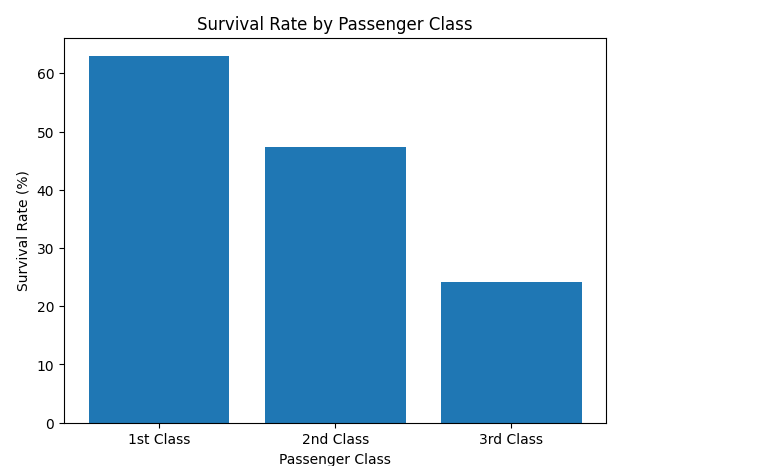 Survival Rate by Passenger Class
Survival Rate (%)
60
50
40
30
20
10
0
1st Class
2nd Class
3rd Class
Passenger Class